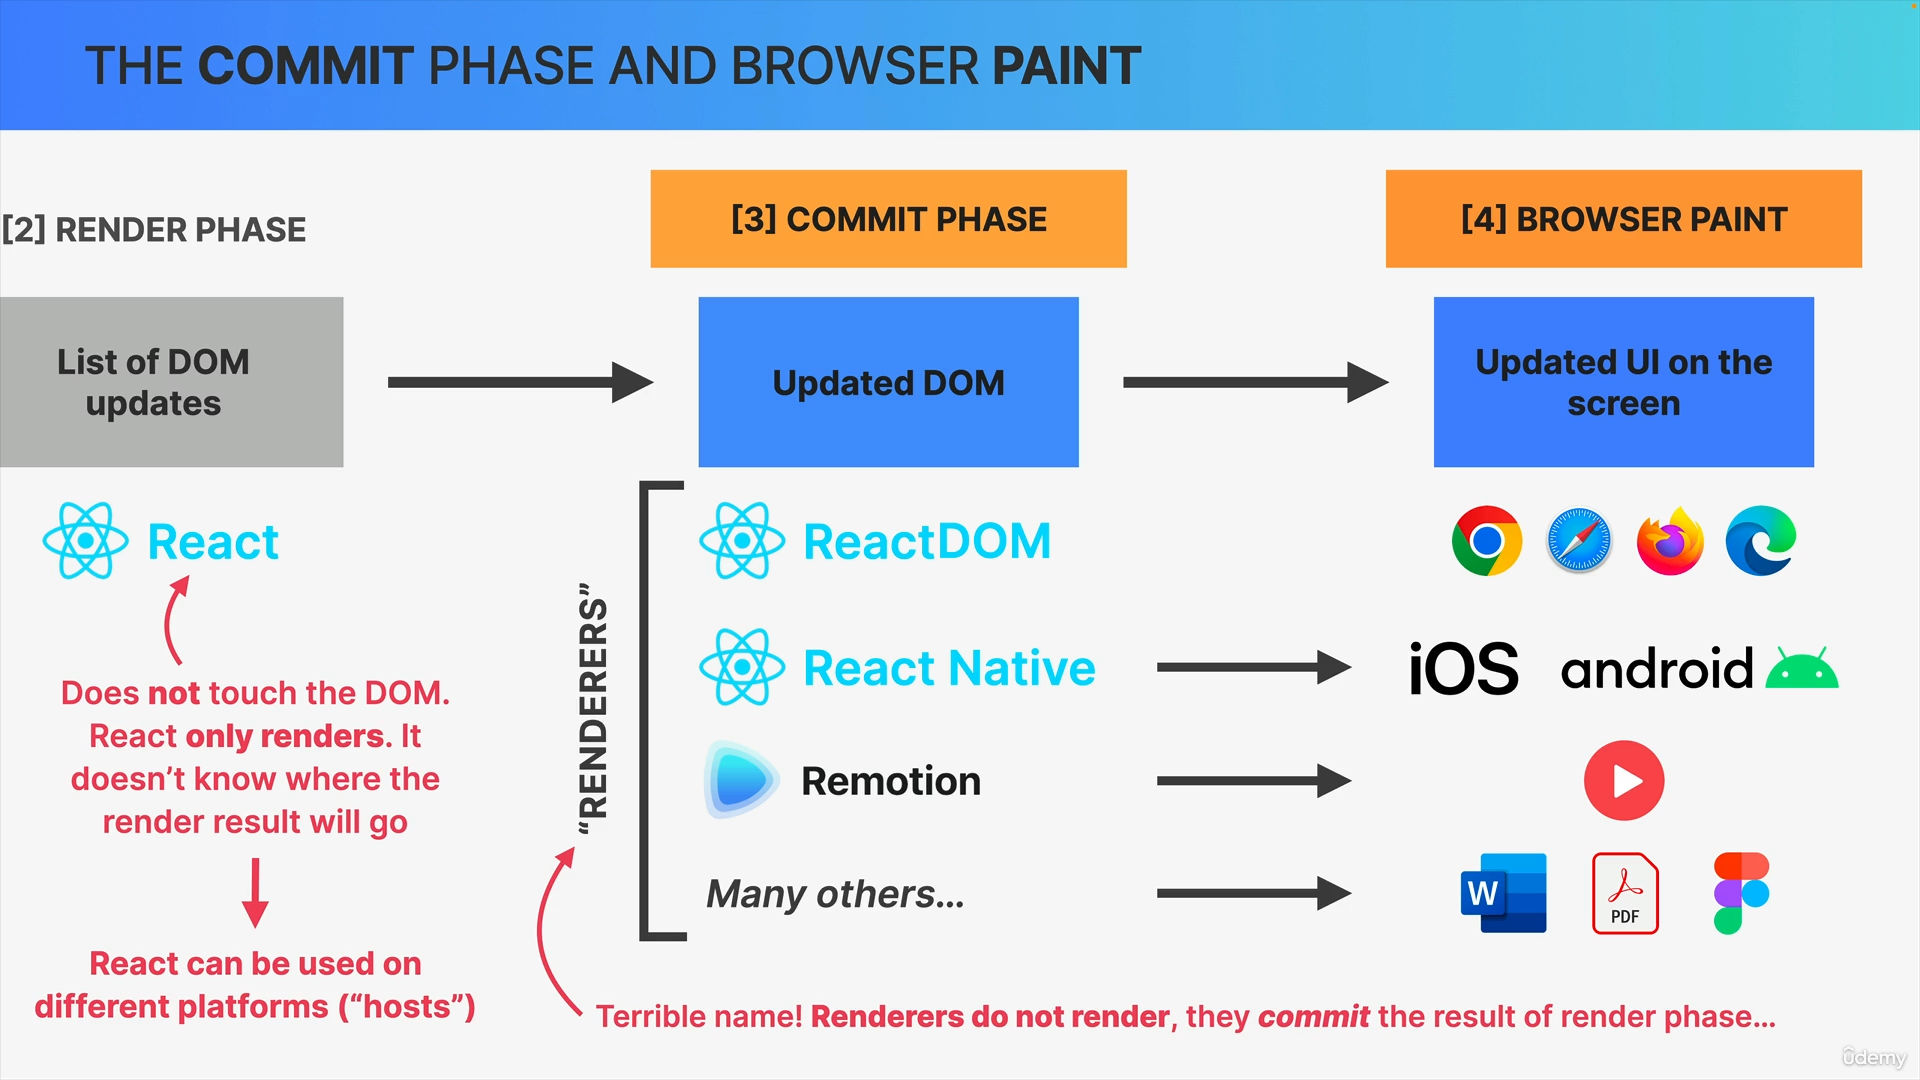 THE COMMIT PHASE AND BROWSER PAINT
[2] RENDER PHASE
[3] COMMIT PHASE
[4] BROWSER PAINT
List of DOM
updates
Updated DOM
Updated UI on the
screen
React
Does not touch the DOM.
React only renders. It
doesn’t know where the
render result will go
React can be used on
different platforms (“hosts”)
“RENDERERS”
ReactDOM
React Native
iOS
android
Remotion
Many others…
W
PDF
Terrible name! Renderers do not render, they commit the result of render phase…
ûdemy